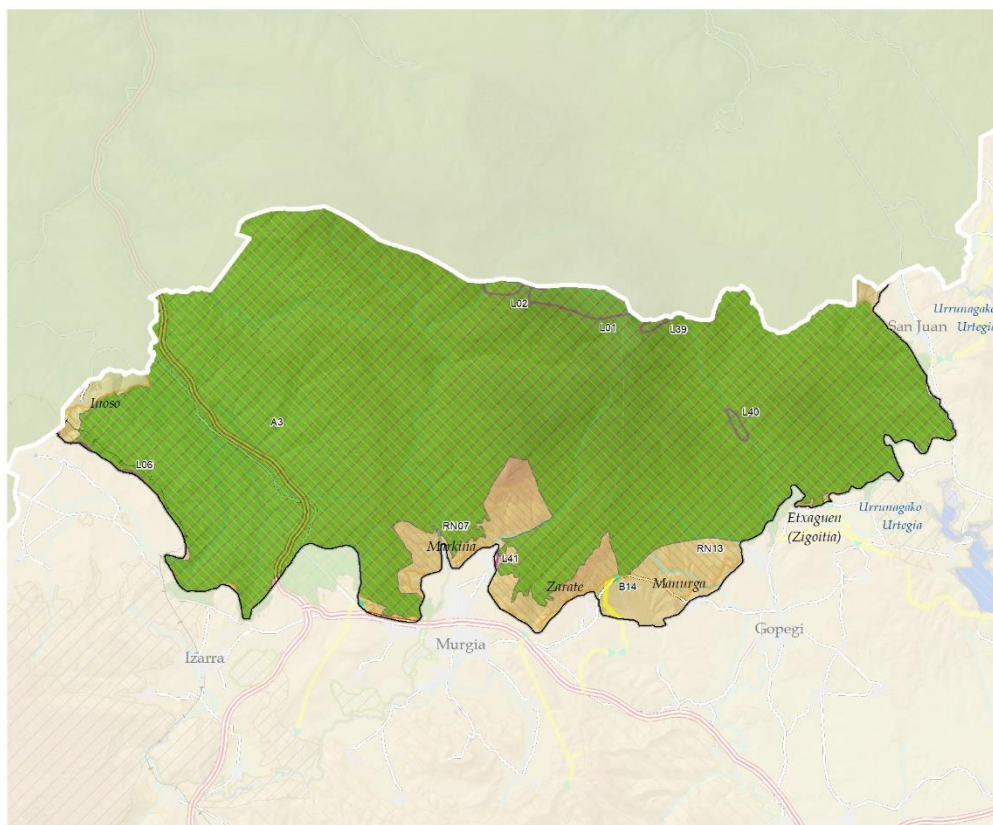 L02
L01
L39
San Juan
Urrunagako
Urtegia
Inoso
A3
L40
L06
RN07
Markina
L41
Etxaguen
(Zigoitia)
Urrunagako
Urtegia
RN13
B14
Zarate
Manurga
Gopegi
Murgia
Izarra